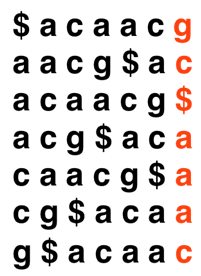 $ a c a a c g
a a c g $ a c
a c a a c g $
a c g $ a c a
c a a c g $ a
c g $ a c a a
g $ a c a a c